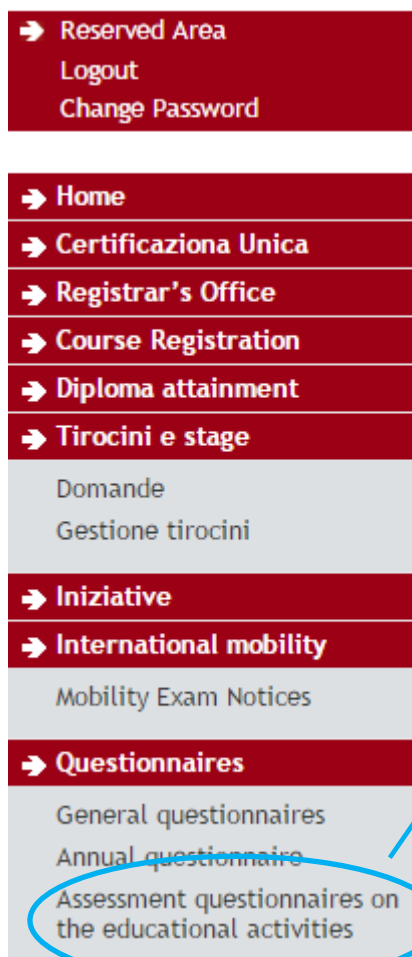 Reserved Area
Logout
Change Password
Home
Certificaziona Unica
Registrar's Office
Course Registration
Diploma attainment
Tirocini e stage
Domande
Gestione tirocini
Iniziative
International mobility
Mobility Exam Notices
Questionnaires
General questionnaires
Annual questionnaire
Assessment questionnaires on
the educational activities